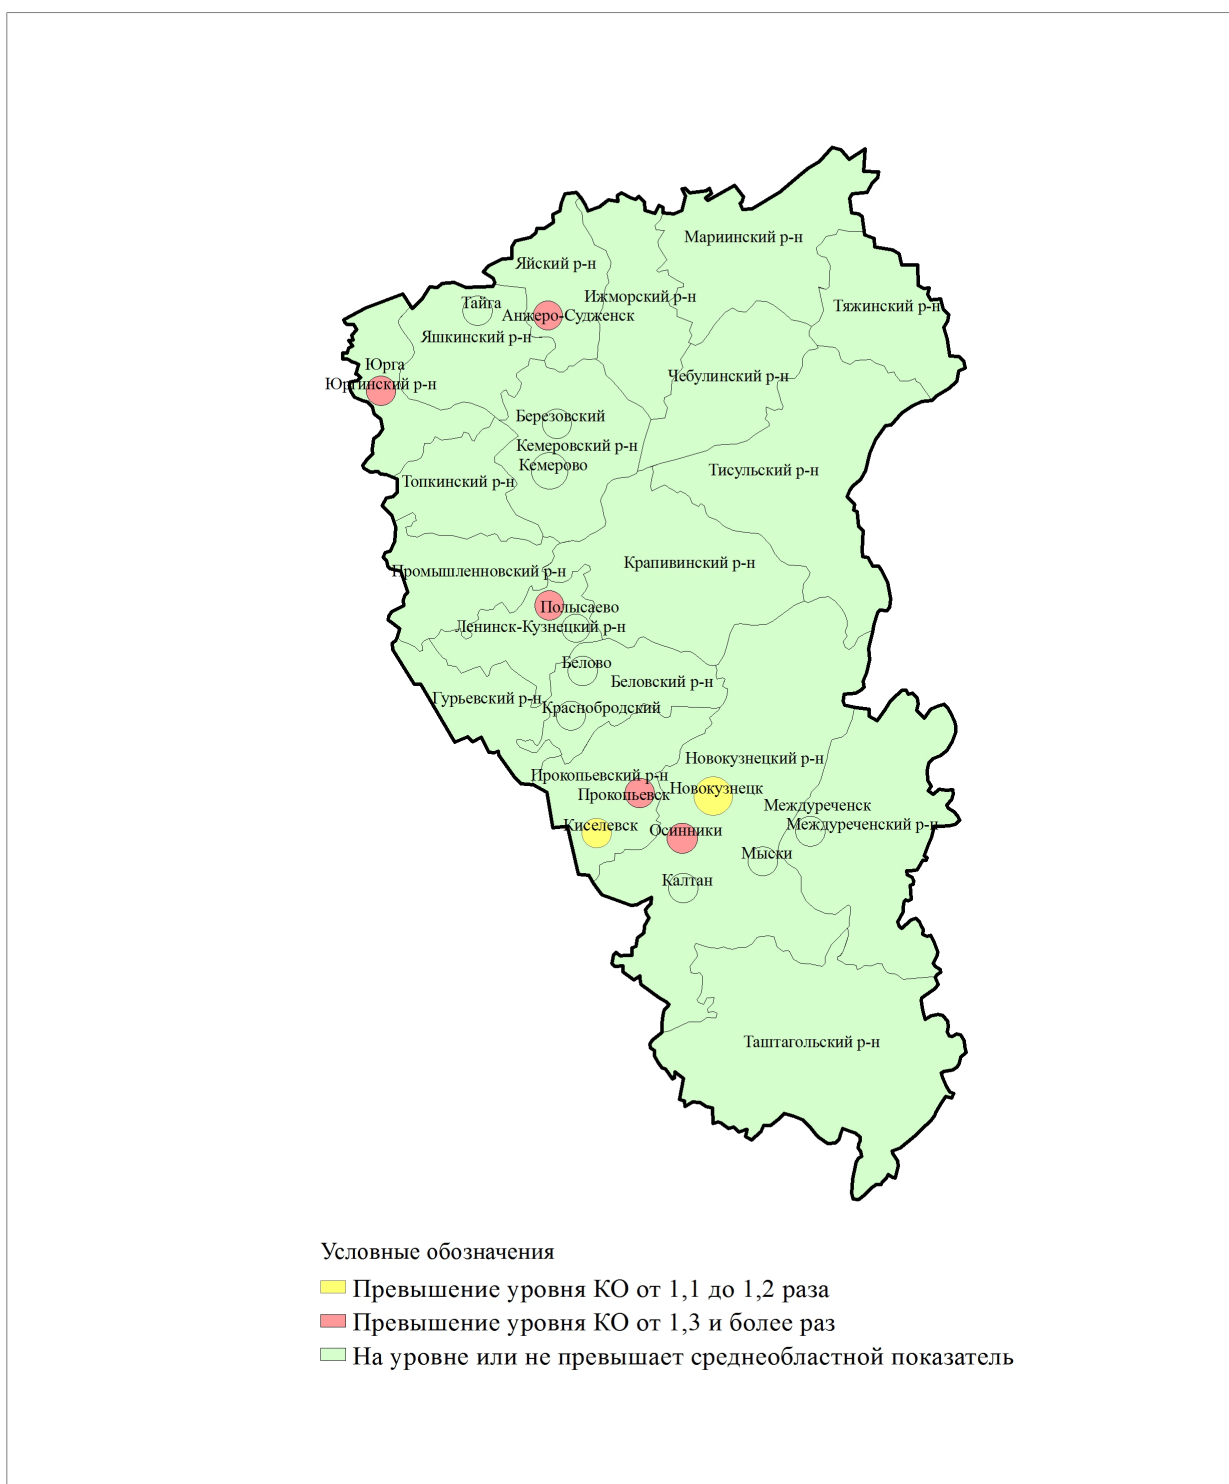 Мариинский р-н
Яйский р-н
Ижморский р-н
Тайга
Тяжинский р-н
Анжеро-Судженск
Яшкинский р-н
Юрга
Чебулинский р-н
Юргинский р-н
Березовский
Кемеровский р-н
Кемерово
Тисульский р-н
Топкинский р-н
Крапивинский р-н
Промышленновский р-н
Полысаево
Ленинск-Кузнецкий р-н
Белово
Беловский р-н
Гурьевский р-н
Краснобродский
Новокузнецкий р-н
Прокопьевский р-н
Новокузнецк
Прокопьевск
Междуреченск
Киселевск
Осинники
Междуреченский р-н
Мыски
Калтан
Таштагольский р-н
Условные обозначения
Превышение уровня КО от 1,1 до 1,2 раза
Превышение уровня КО от 1,3 и более раз
На уровне или не превышает среднеобластной показатель